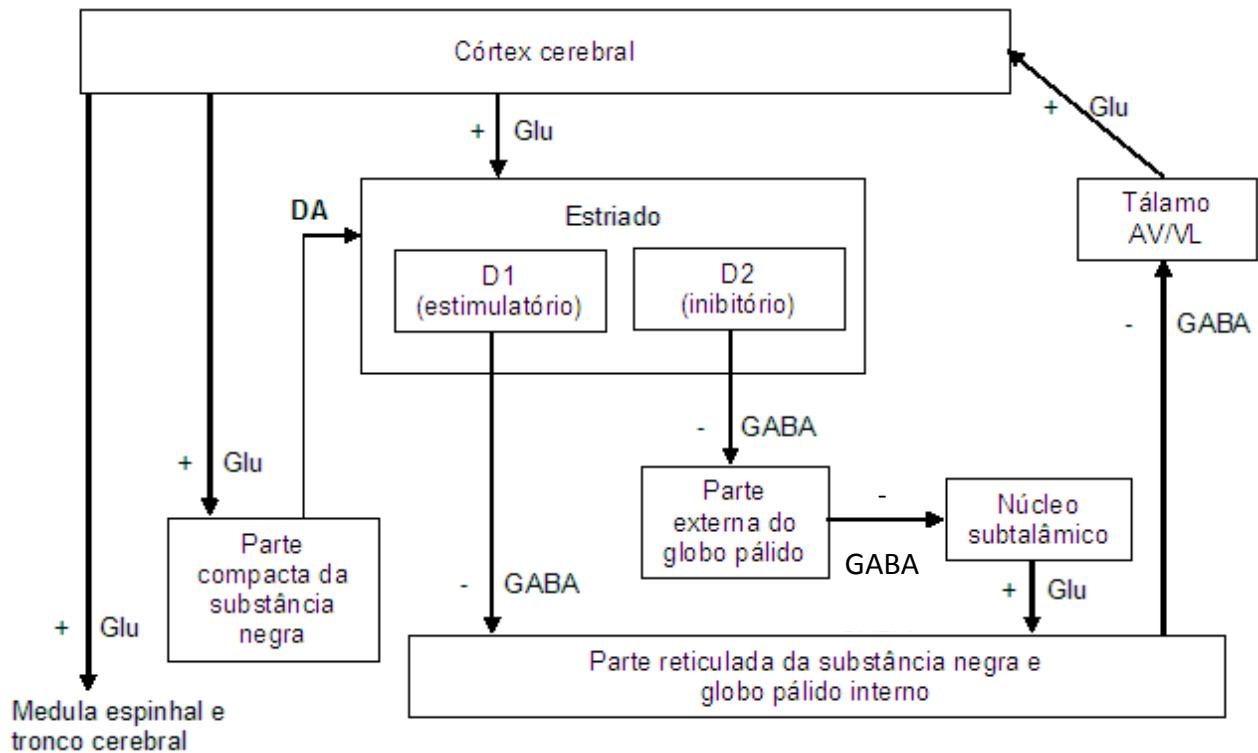 Córtex cerebral
+ Glu
+ Glu
DA
Estriado
Tálamo
AV/VL
D1
(estimulatório)
D2
(inibitório)
- GABA
- GABA
+ Glu
Parte
externa do
globo pálido
-
GABA
Núcleo
subtalâmico
Parte
compacta da
substância
negra
- GABA
+ Glu
+ Glu
Parte reticulada da substância negra e
globo pálido interno
Medula espinhal e
tronco cerebral